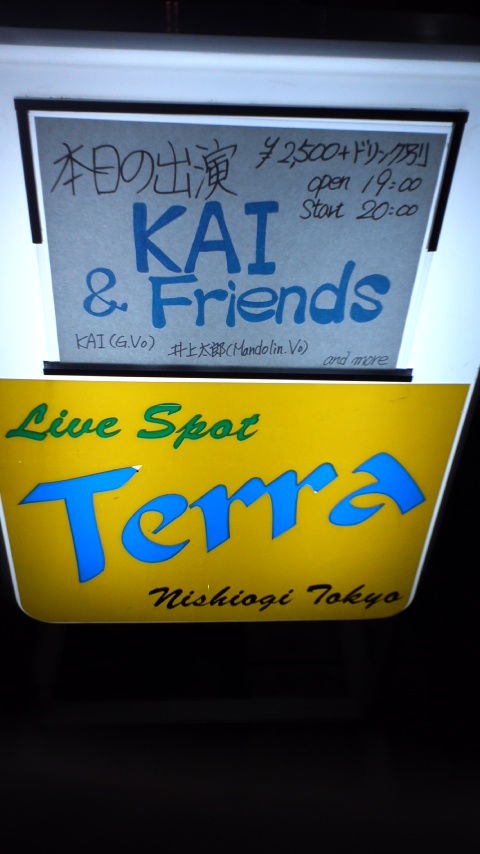 本日の出演
¥2,500+ドリンク別
open 19:00
Start 20:00
KAI
& Friends
KAI(G.Vo)
井上太郎(Mandolin.Vo)
and more
Live Spot
Terra
Nishiogi Tokyo